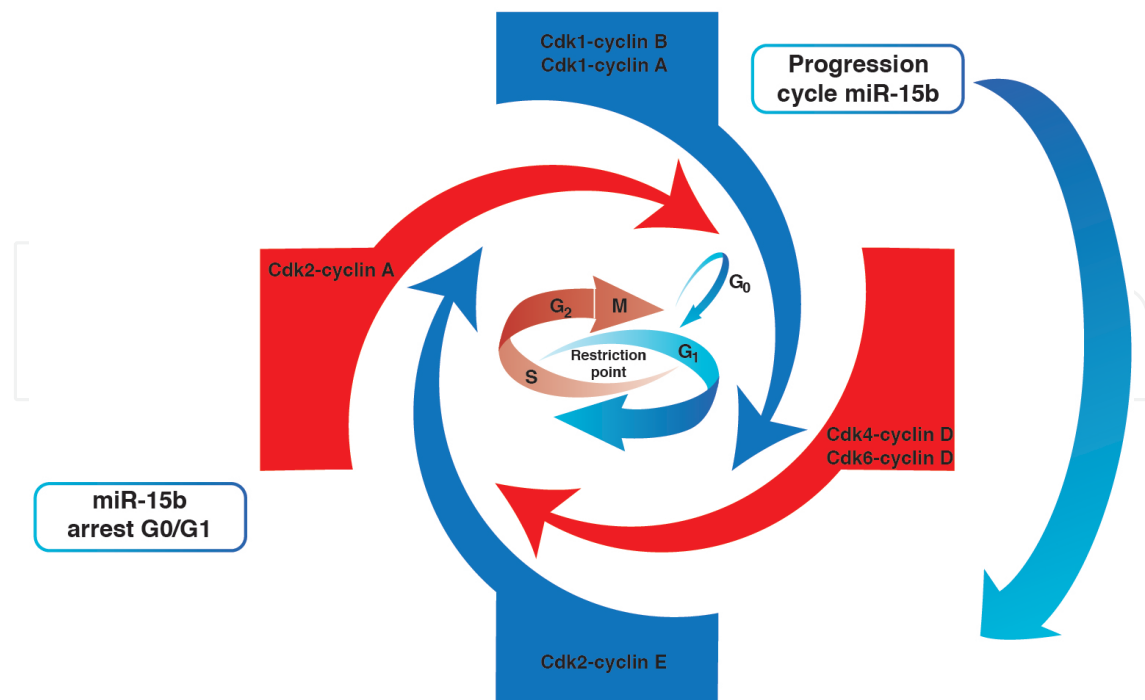 Cdk1-cyclin B
Cdk1-cyclin A
Progression
cycle miR-15b
Cdk2-cyclin A
G0
G2
M
G1
Restriction
point
S
Cdk4-cyclin D
Cdk6-cyclin D
miR-15b
arrest G0/G1
Cdk2-cyclin E